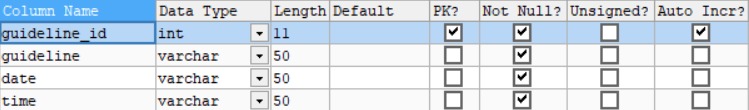 Column Name Data Type Length Default PK? Not Null? Unsigned? Auto Incr?
guideline_id int 11
guideline varchar 50
date varchar 50
time varchar 50